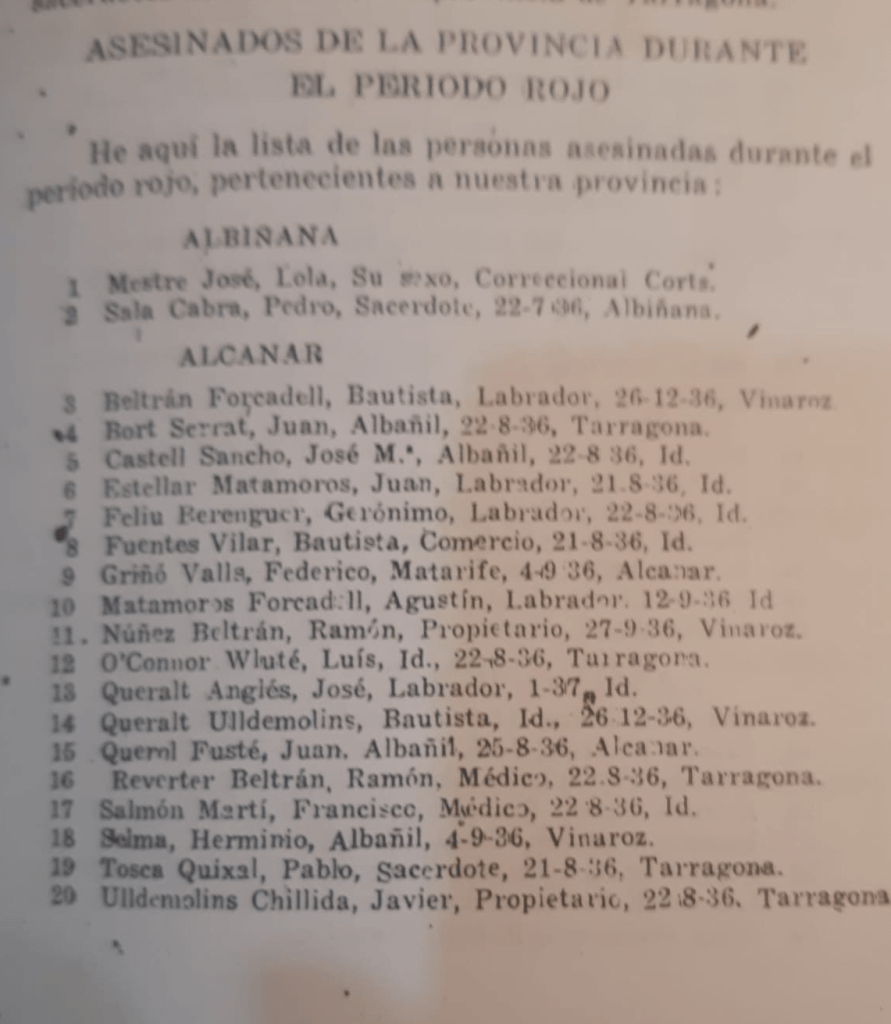 ASESINADOS DE LA PROVINCIA DURANTE
EL PERIODO ROJO
He aquí la lista de las personas asesinadas durante el
período rojo, pertenecientes a nuestra provincia:
ALBIÑANA
1 Mestre José, Lola, Su sexo, Correccional Corts.
2 Sala Cabra, Pedro, Sacerdote, 22-7-36, Albiñana.
ALCANAR
3 Beltrán Forcadell, Bautista, Labrador, 26-12-36, Vinaroz
4 Bort Serrat, Juan, Albañil, 22-8-36, Tarragona.
5 Castell Sancho, José M.ª, Albañil, 22-8 36, Id.
6 Estellar Matamoros, Juan, Labrador, 21-8-36, Id.
7 Feliu Berenguer, Gerónimo, Labrador, 22-8-36, Id.
8 Fuentes Vilar, Bautista, Comercio, 21-8-36, Id.
9 Griñó Valls, Federico, Matarife, 4-9 36, Alcanar.
10 Matamoros Forcadell, Agustín, Labrador. 12-9-36 Id
11. Núñez Beltrán, Ramón, Propietario, 27-9-36, Vinaroz.
12 O'Connor Wluté, Luís, Id., 22-8-36, Tarragona.
13 Queralt Anglés, José, Labrador, 1-37, Id.
14 Queralt Ulldemolins, Bautista, Id., 26 12-36, Vinaroz.
15 Querol Fusté, Juan. Albañil, 25-8-36, Alcanar.
16 Reverter Beltrán, Ramón, Médico, 22-8-36, Tarragona.
17 Salmón Martí, Francisco, Médico, 22 8-36, Id.
18 Selma, Herminio, Albañil, 4-9-36, Vinaroz.
19 Tosca Quixal, Pablo, Sacerdote, 21-8-36, Tarragona.
20 Ulldemolins Chillida, Javier, Propietario, 22-8-36. Tarragona